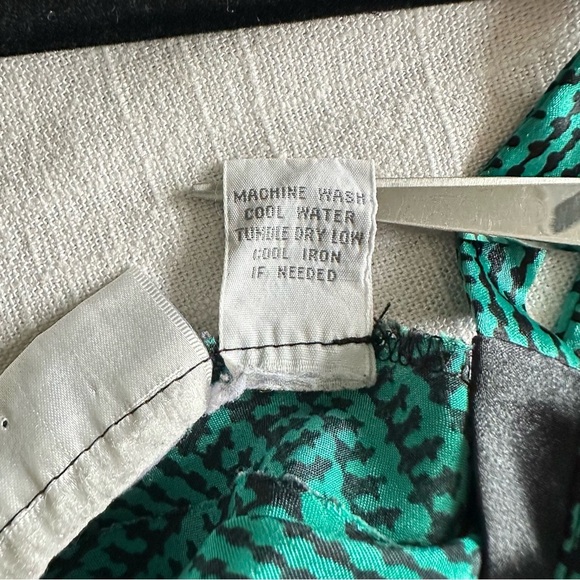 MACHINE WASH
COOL WATER
TUMBLE DRY LOW
COOL IRON
IF NEEDED